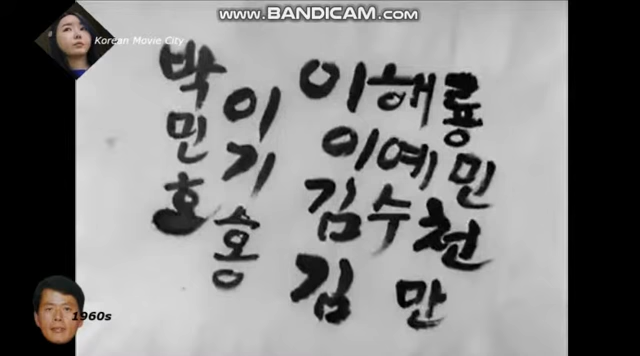 www.BANDICAM.com
Korean Movie City
박민호
이기홍
이해룡
이예민
김수천
김만
1960s